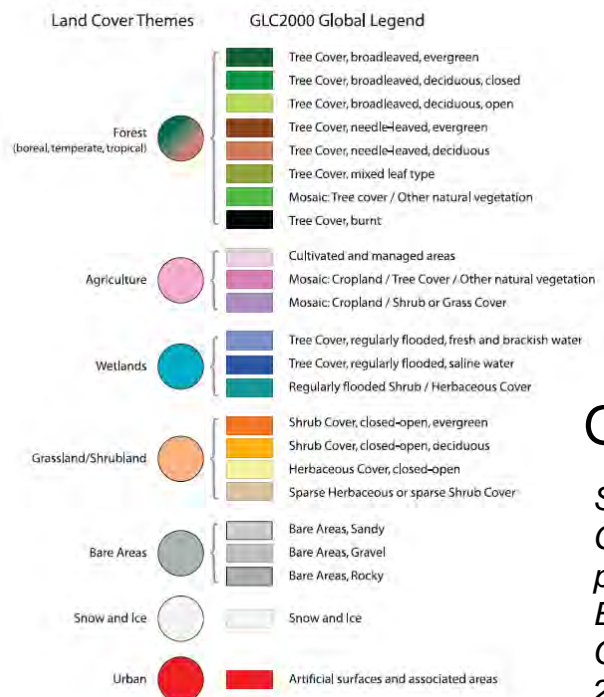 Land Cover Themes GLC2000 Global Legend
Forest
(boreal, temperate, tropical)
Tree Cover, broadleaved, evergreen
Tree Cover, broadleaved, deciduous, closed
Tree Cover, broadleaved, deciduous, open
Tree Cover, needle-leaved, evergreen
Tree Cover, needle-leaved, deciduous
Tree Cover, mixed leaf type
Mosaic: Tree cover / Other natural vegetation
Tree Cover, burnt
Agriculture
Cultivated and managed areas
Mosaic: Cropland / Tree Cover / Other natural vegetation
Mosaic: Cropland / Shrub or Grass Cover
Wetlands
Tree Cover, regularly flooded, fresh and brackish water
Tree Cover, regularly flooded, saline water
Regularly flooded Shrub / Herbaceous Cover
Grassland/Shrubland
Shrub Cover, closed-open, evergreen
Shrub Cover, closed-open, deciduous
Herbaceous Cover, closed-open
Sparse Herbaceous or sparse Shrub Cover
Bare Areas
Bare Areas, Sandy
Bare Areas, Gravel
Bare Areas, Rocky
Snow and Ice
Snow and Ice
Urban
Artificial surfaces and associated areas